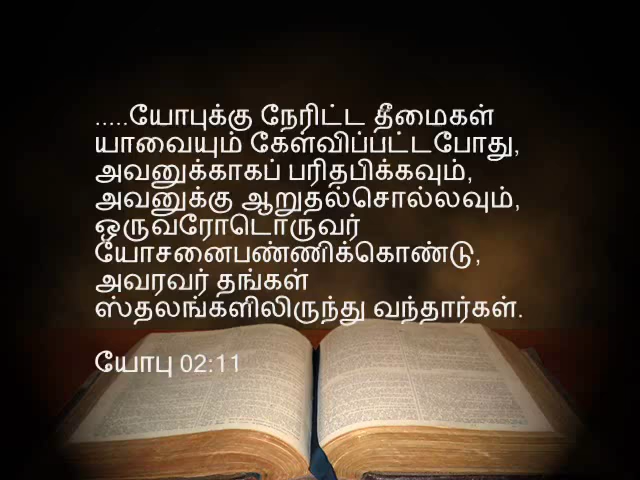 .....யோபுக்கு நேரிட்ட தீமைகள்
யாவையும் கேள்விப்பட்டபோது,
அவனுக்காகப் பரிதபிக்கவும்,
அவனுக்கு ஆறுதல்சொல்லவும்,
ஒருவரோடொருவர்
யோசனைபண்ணிக்கொண்டு,
அவரவர் தங்கள்
ஸ்தலங்களிலிருந்து வந்தார்கள்.
யோபு 02:11